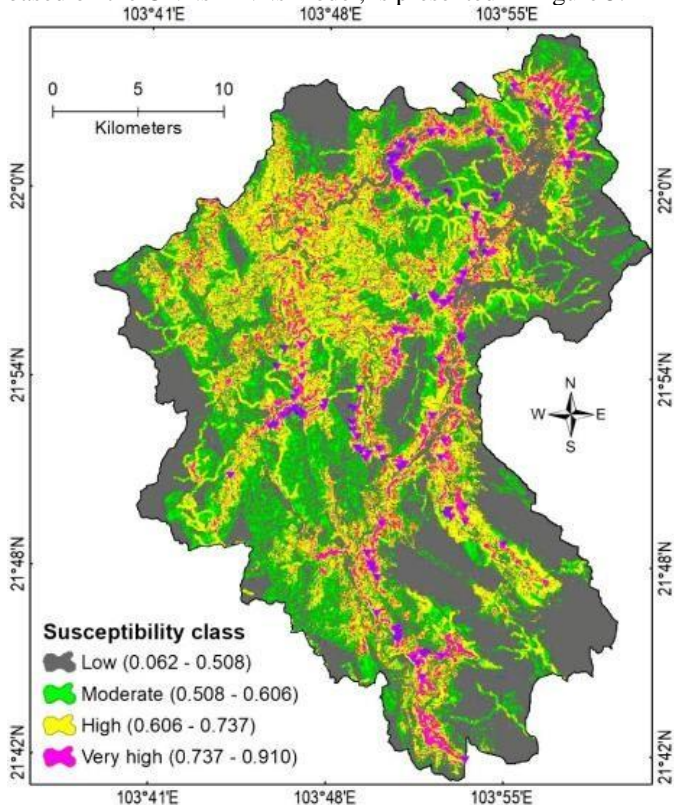 103°41'E 103°48'E 103°55'E
0 5 10
Kilometers
22°0'N 22°0'N
21°54'N 21°54'N
N
W E
S
21°48'N 21°48'N
Susceptibility class
Low (0.062 - 0.508)
Moderate (0.508 - 0.606)
High (0.606 - 0.737)
Very high (0.737 - 0.910)
21°42'N 21°42'N
103°41'E 103°48'E 103°55'E